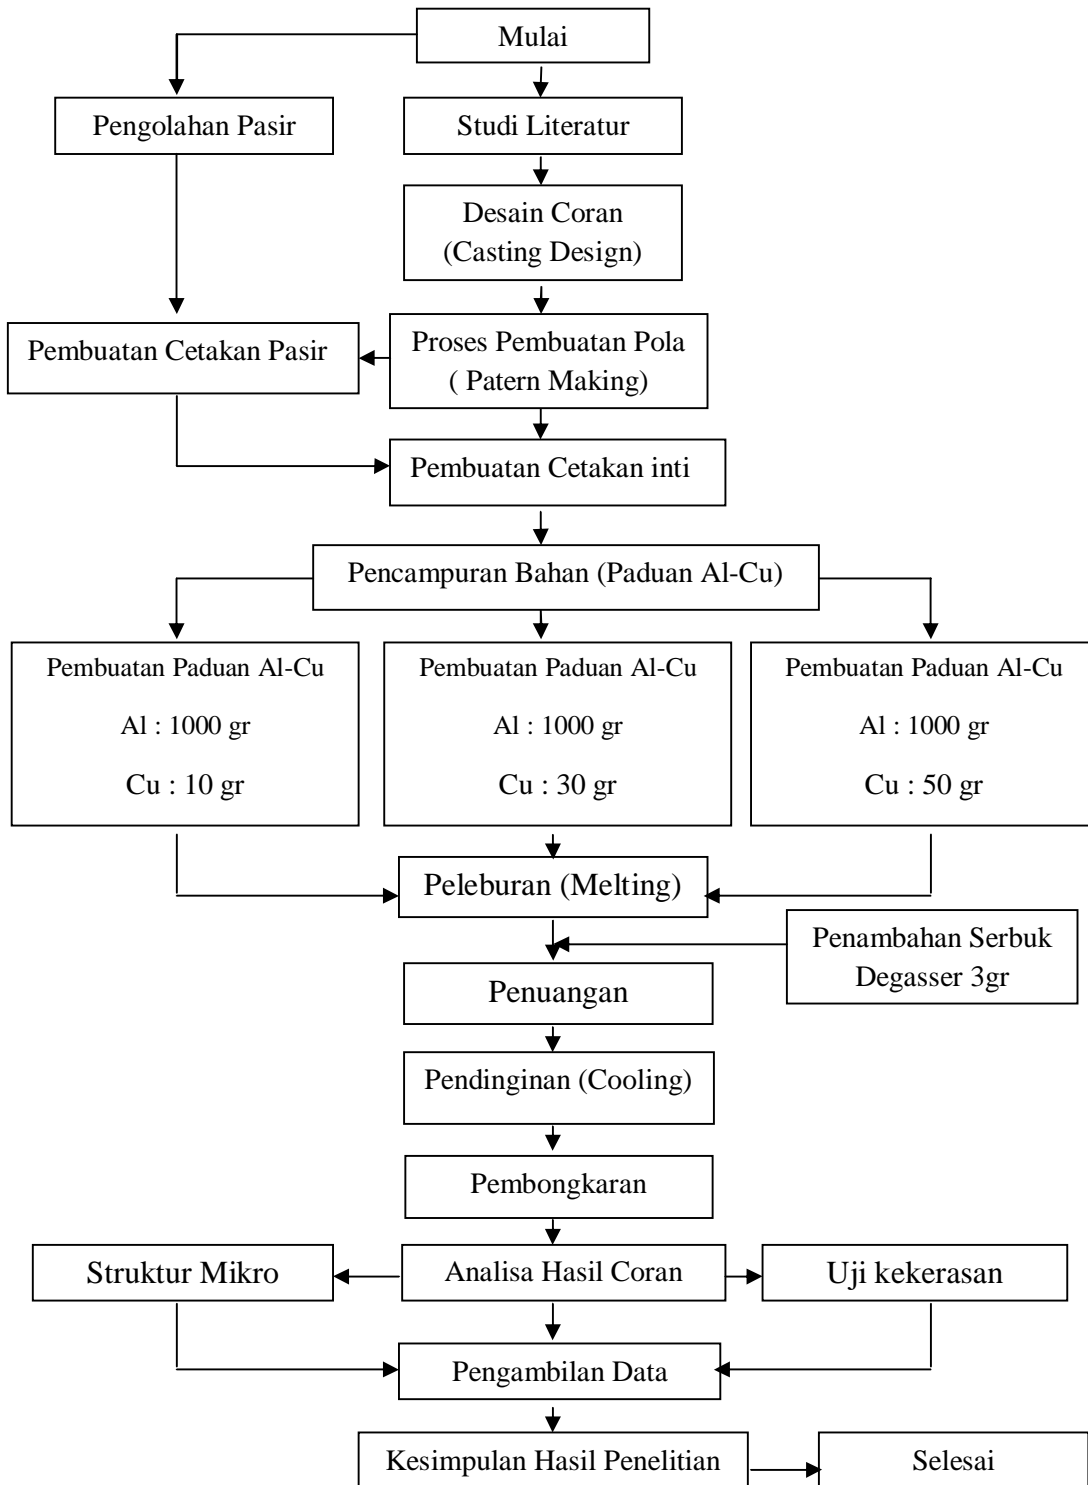 Mulai
Pengolahan Pasir
Studi Literatur
Desain Coran
(Casting Design)
Pembuatan Cetakan Pasir
Proses Pembuatan Pola
( Patern Making)
Pembuatan Cetakan inti
Pencampuran Bahan (Paduan Al-Cu)
Pembuatan Paduan Al-Cu
Al : 1000 gr
Cu : 10 gr
Pembuatan Paduan Al-Cu
Al : 1000 gr
Cu : 30 gr
Pembuatan Paduan Al-Cu
Al : 1000 gr
Cu : 50 gr
Peleburan (Melting)
Penambahan Serbuk
Degasser 3gr
Penuangan
Pendinginan (Cooling)
Pembongkaran
Struktur Mikro
Analisa Hasil Coran
Uji kekerasan
Pengambilan Data
Kesimpulan Hasil Penelitian
Selesai